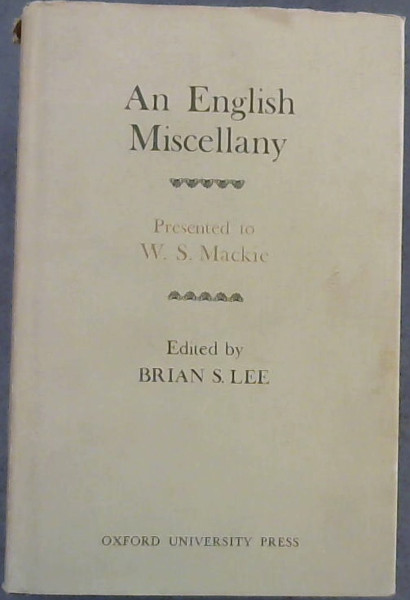 An English
Miscellany
Presented to
W. S. Mackie
Edited by
BRIAN S. LEE
OXFORD UNIVERSITY PRESS